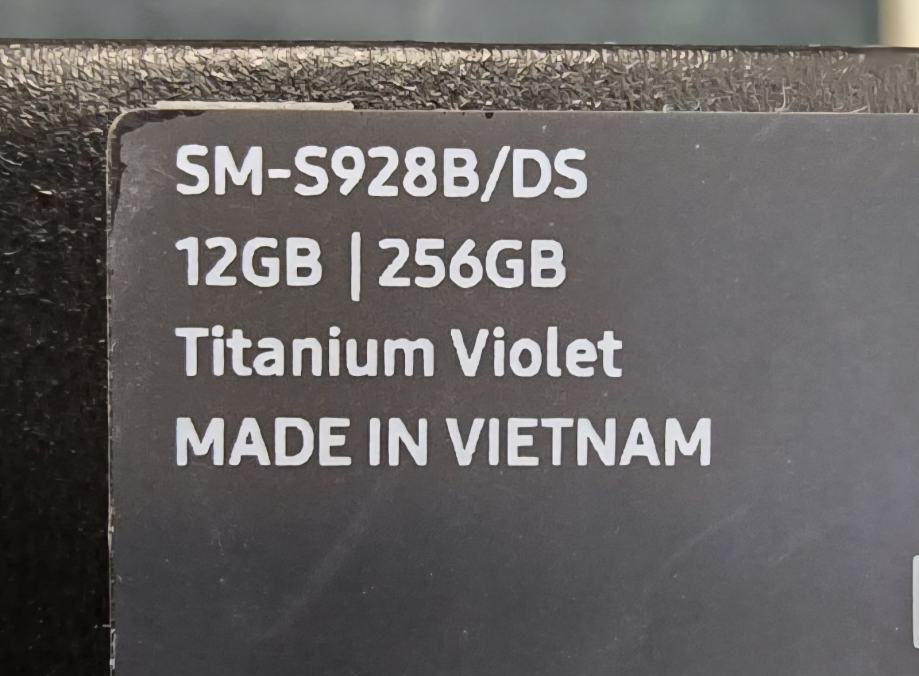 SM-S928B/DS
12GB | 256GB
Titanium Violet
MADE IN VIETNAM